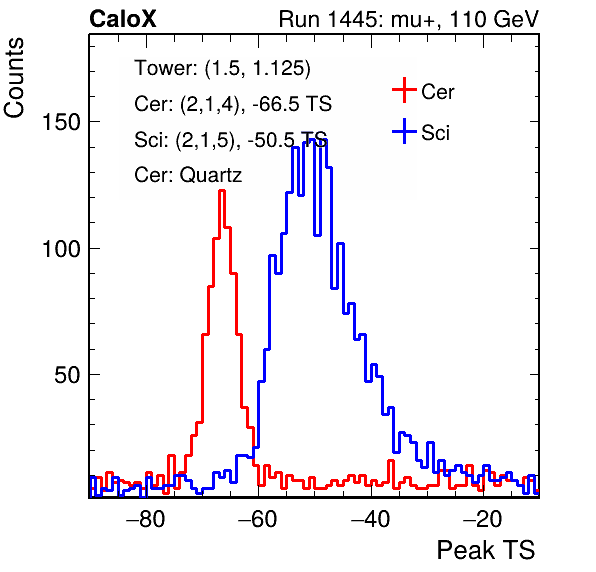 CaloX Run 1445: mu+, 110 GeV
Counts
Tower: (1.5, 1.125)
Cer: (2,1,4), -66.5 TS
Sci: (2,1,5), -50.5 TS
Cer: Quartz
Cer
Sci
150
100
50
−80 −60 −40 −20
Peak TS